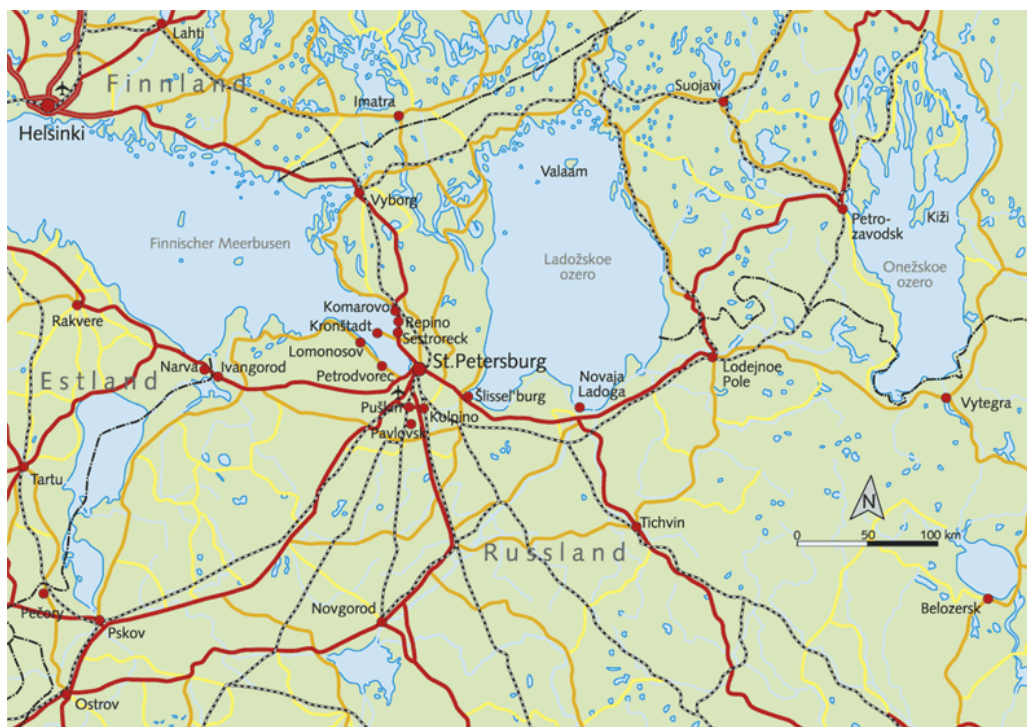 Lahti
Finnland
Suojavi
Imatra
Helsinki
Valaam
Vyborg
Petro-
zavodsk
Kiži
Finnischer Meerbusen
Ladožskoe
ozero
Onežskoe
ozero
Komarovo
Rakvere
Repino
Kronštadt
Sestroreck
Lomonosov
St.Petersburg
Narva
Ivangorod
Petrodvorec
Lodejnoe
Pole
Estland
Šlissel'burg
Novaja
Ladoga
Vytegra
Puškin
Kulpino
Pavlovsk
Tartu
N
Tichvin
0 50 100 km
Russland
Pečory
Novgorod
Belozersk
Pskov
Ostrov